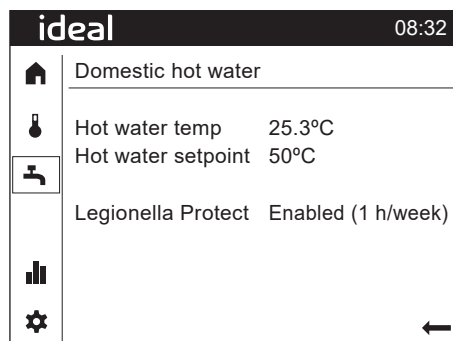 ideal 08:32
Domestic hot water
Hot water temp 25.3ºC
Hot water setpoint 50ºC
Legionella Protect Enabled (1 h/week)